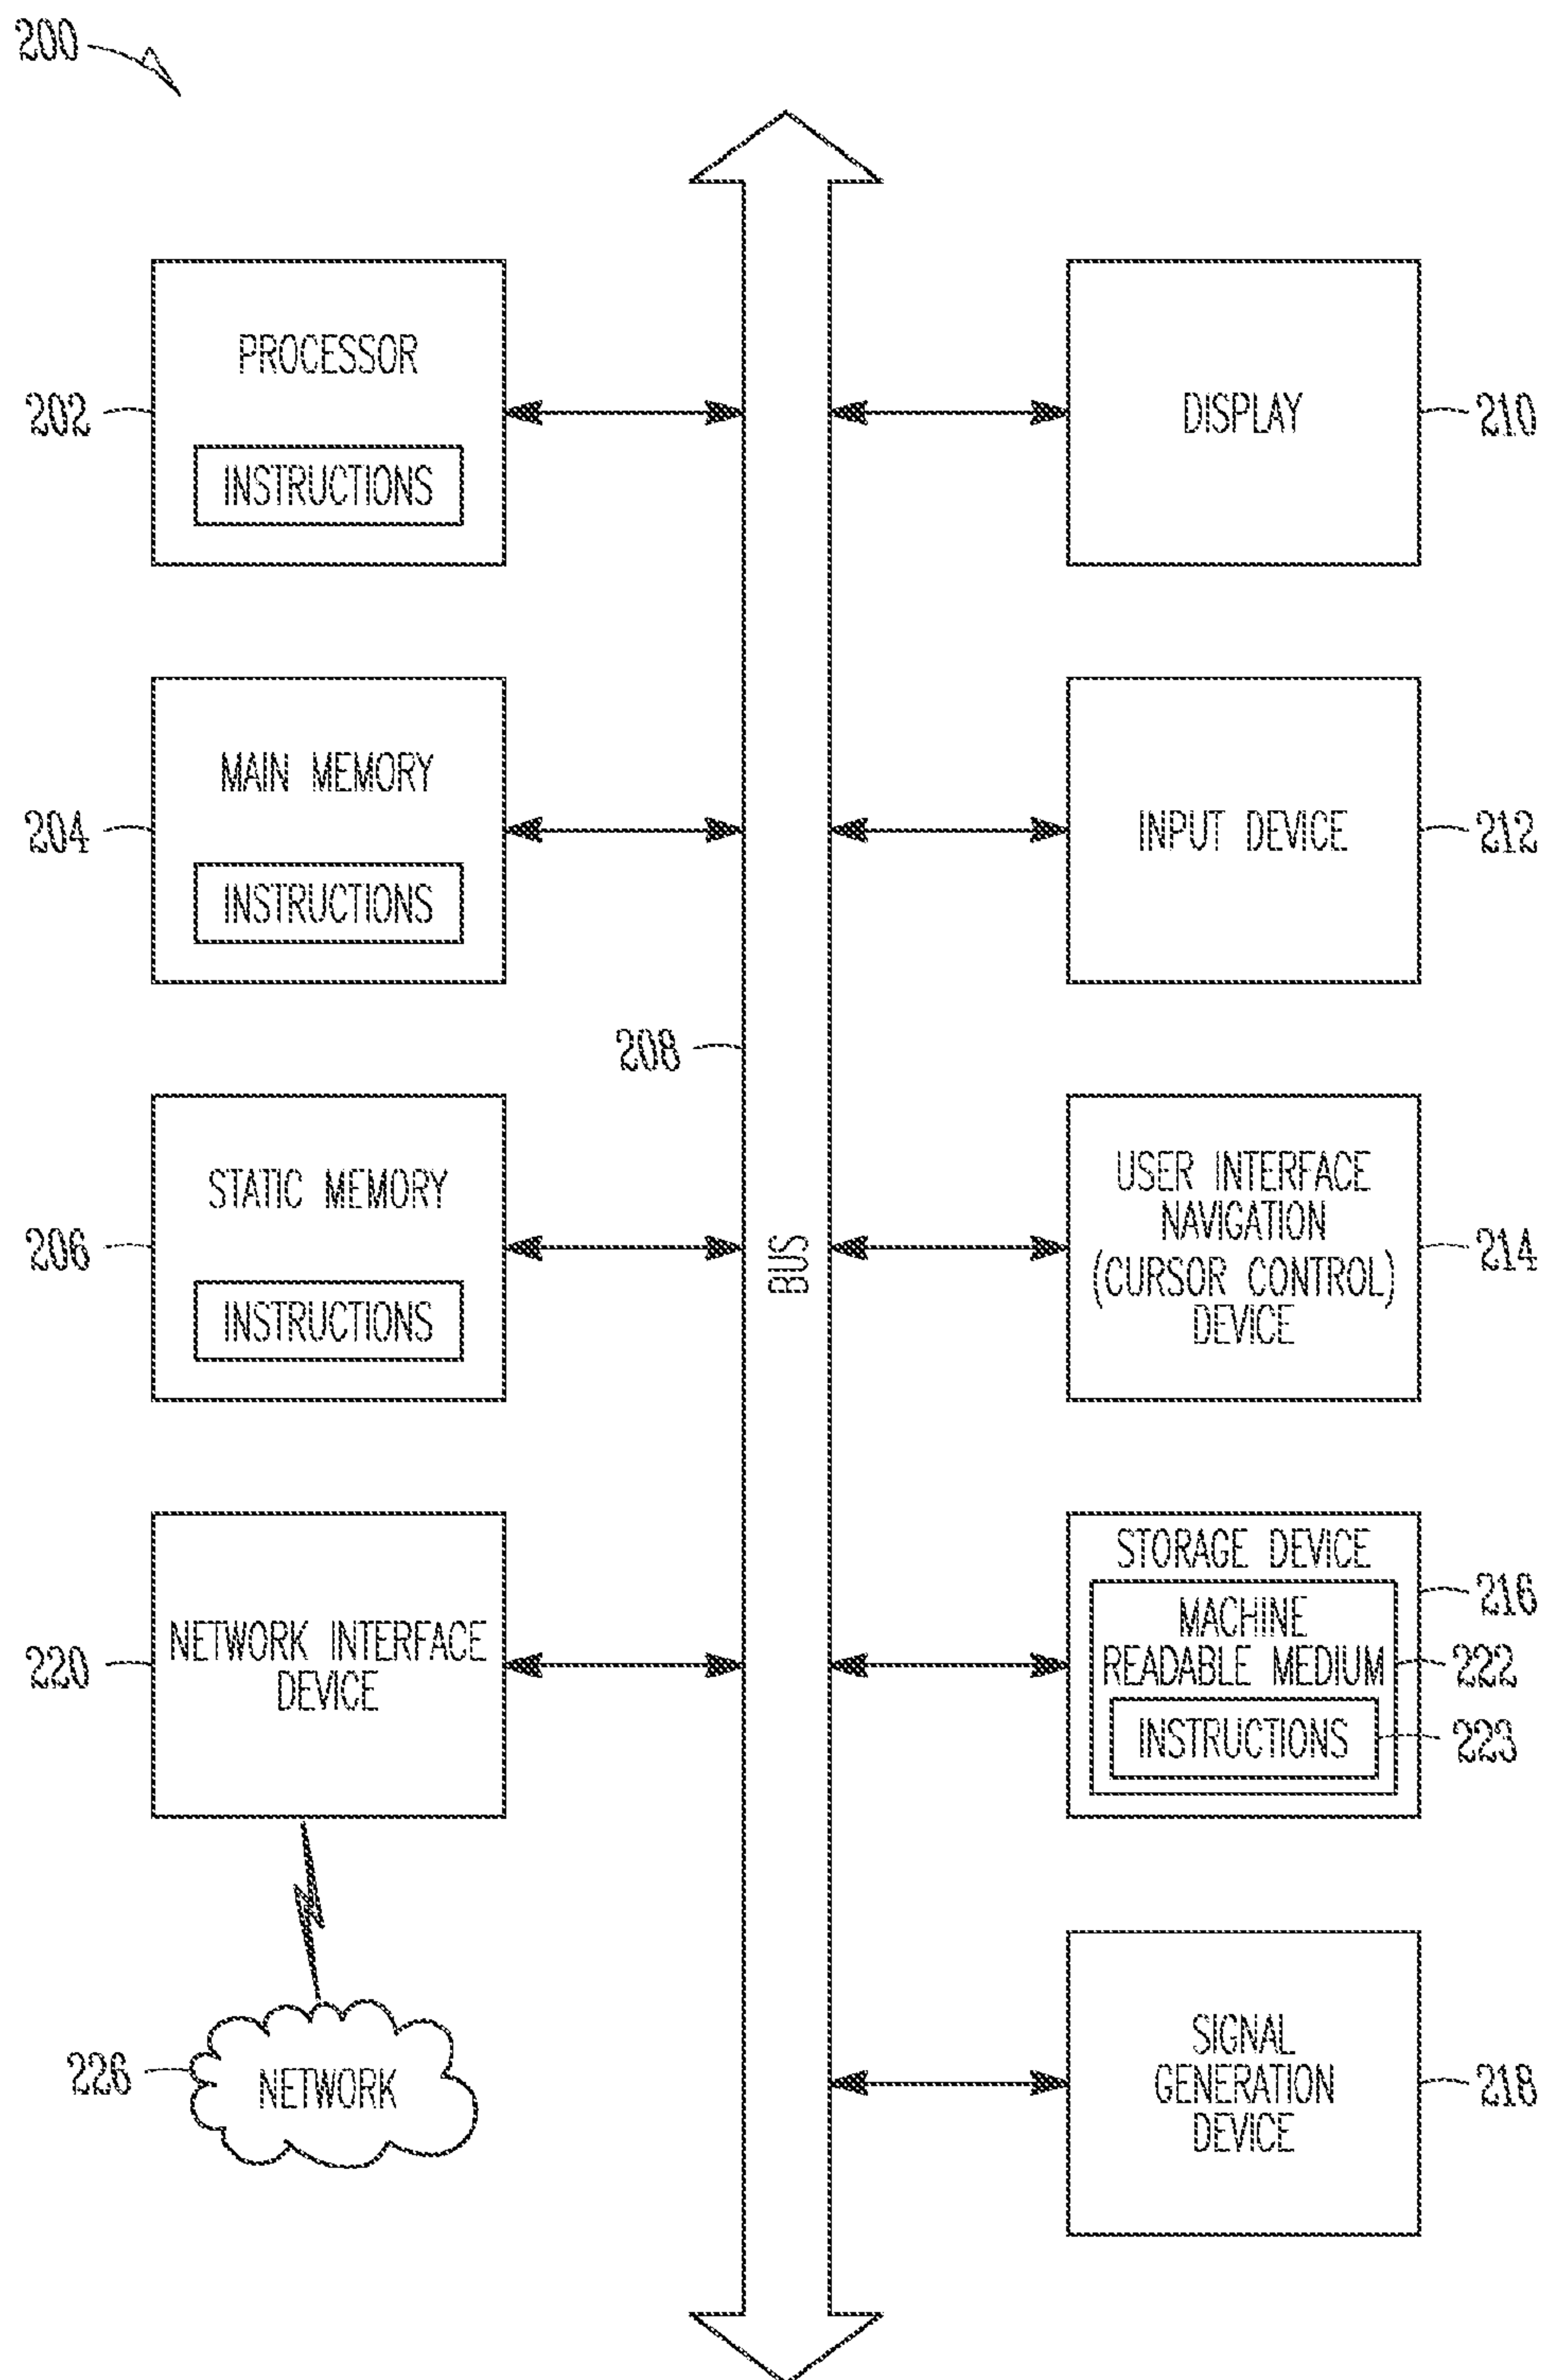 200
PROCESSOR
202
INSTRUCTIONS
DISPLAY
210
MAIN MEMORY
204
INSTRUCTIONS
INPUT DEVICE
212
208
BUS
STATIC MEMORY
206
INSTRUCTIONS
USER INTERFACE
NAVIGATION
(CURSOR CONTROL)
DEVICE
214
NETWORK INTERFACE
DEVICE
220
STORAGE DEVICE
216
MACHINE
READABLE MEDIUM
222
INSTRUCTIONS
223
226
NETWORK
SIGNAL
GENERATION
DEVICE
218